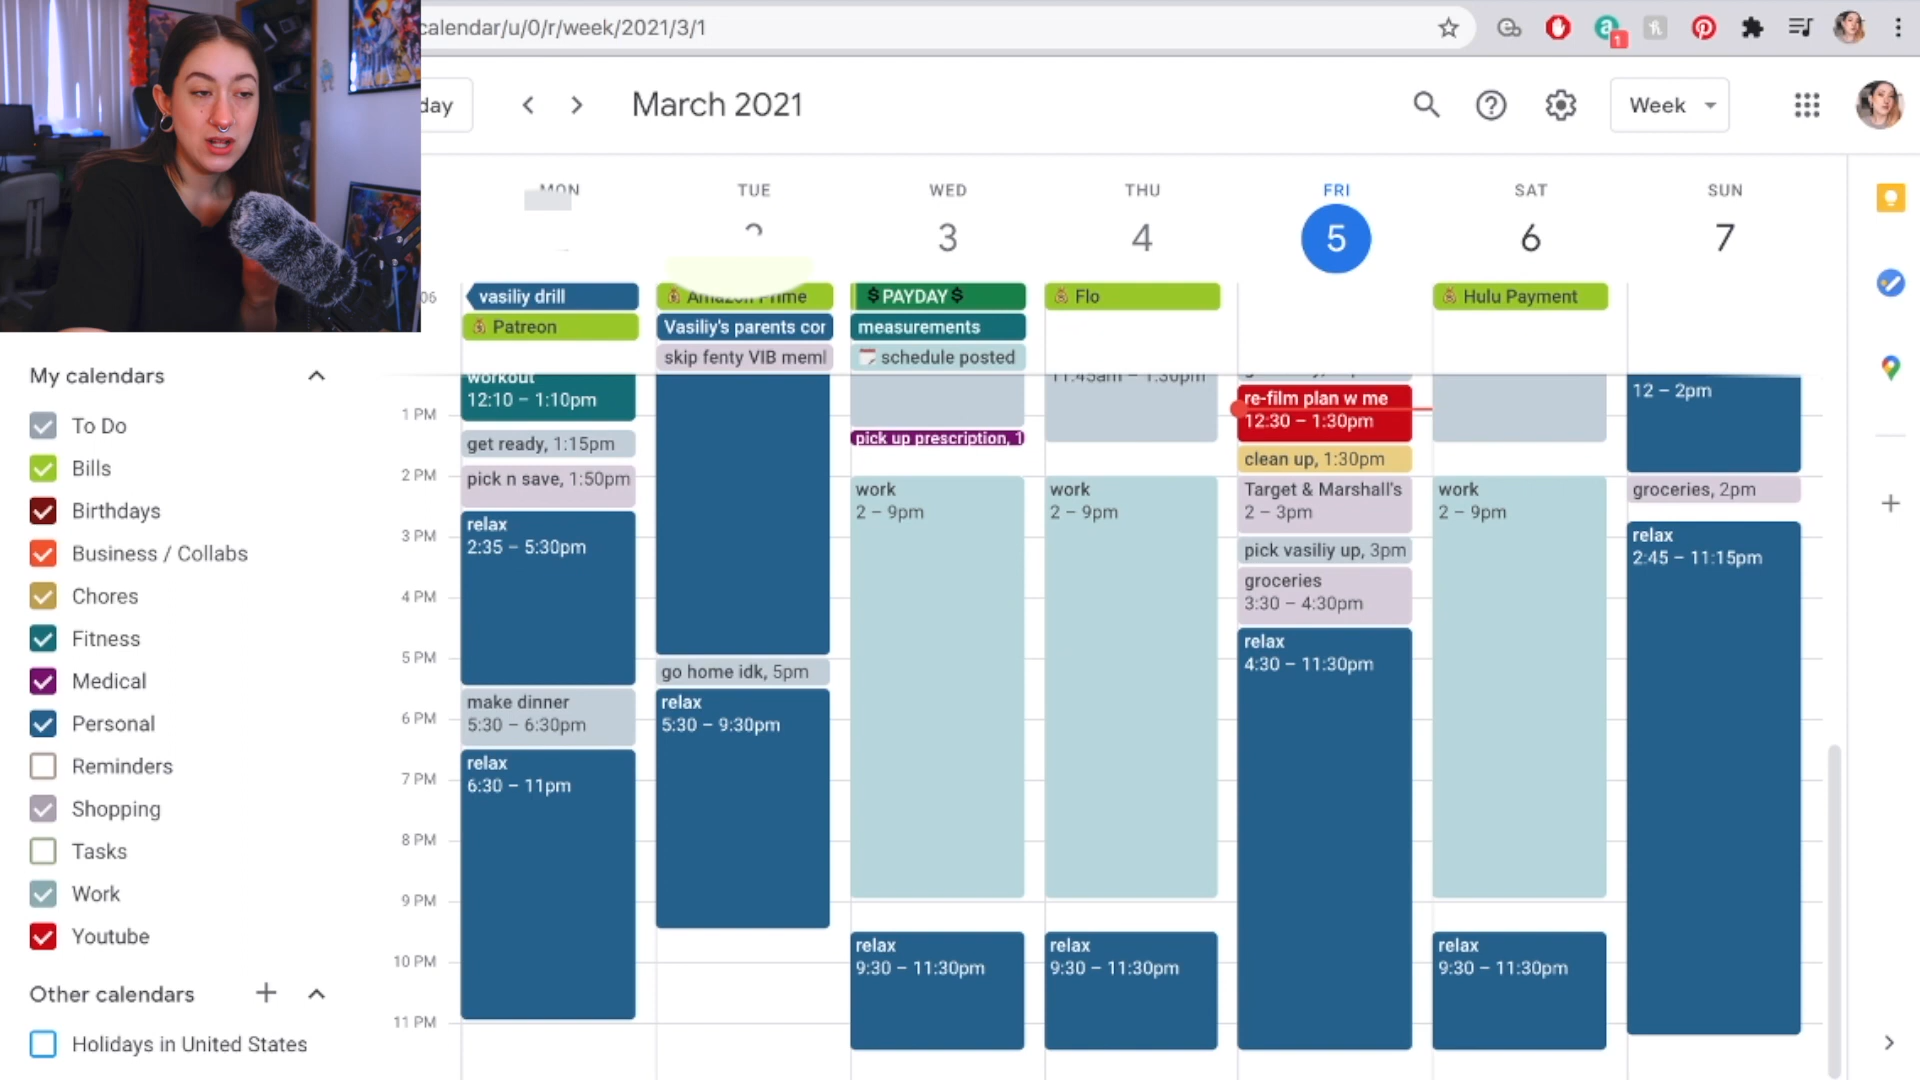 calendar/u/0/r/week/2021/3/1
1
day
March 2021
Week
MON
TUE
WED
THU
FRI
SAT
SUN
3
4
5
6
7
06
vasiliy drill
Amazon Prime
$PAYDAY$
Flo
Hulu Payment
Patreon
Vasiliy's parents cor
measurements
skip fenty VIB meml
schedule posted
My calendars
To Do
Bills
Birthdays
Business / Collabs
Chores
Fitness
Medical
Personal
Reminders
Shopping
Tasks
Work
Youtube
Other calendars
Holidays in United States
1 PM
2 PM
3 PM
4 PM
5 PM
6 PM
7 PM
8 PM
9 PM
10 PM
11 PM
workout
12:10 – 1:10pm
get ready, 1:15pm
pick n save, 1:50pm
relax
2:35 – 5:30pm
make dinner
5:30 – 6:30pm
relax
6:30 – 11pm
go home idk, 5pm
relax
5:30 – 9:30pm
pick up prescription, 1
work
2 – 9pm
relax
9:30 – 11:30pm
11:45am – 1:30pm
work
2 – 9pm
relax
9:30 – 11:30pm
re-film plan w me
12:30 – 1:30pm
clean up, 1:30pm
Target & Marshall's
2 – 3pm
pick vasiliy up, 3pm
groceries
3:30 – 4:30pm
relax
4:30 – 11:30pm
work
2 – 9pm
relax
9:30 – 11:30pm
12 – 2pm
groceries, 2pm
relax
2:45 – 11:15pm